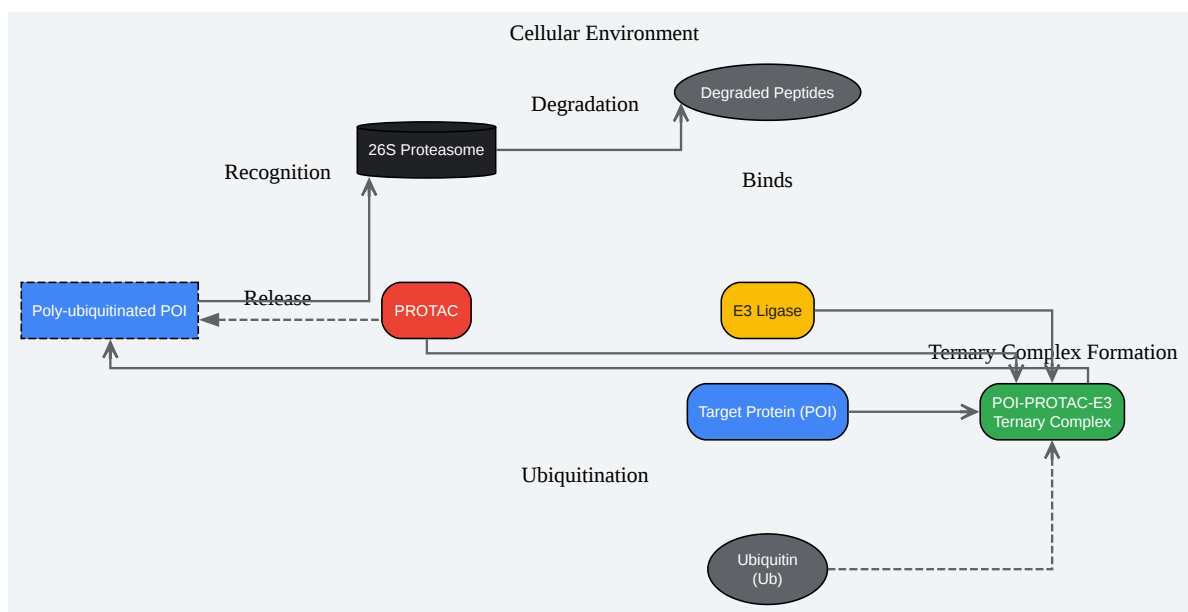 Cellular Environment
Degraded Peptides
Degradation
26S Proteasome
Recognition
Binds
Release
Poly-ubiquitinated POI
PROTAC
E3 Ligase
Ternary Complex Formation
Target Protein (POI)
POI-PROTAC-E3
Ternary Complex
Ubiquitination
Ubiquitin
(Ub)